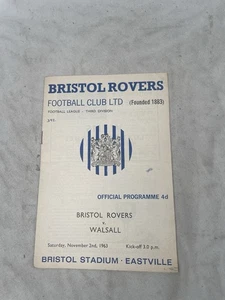 BRISTOL ROVERS
FOOTBALL CLUB LTD (Founded 1883)
FOOTBALL LEAGUE - THIRD DIVISION
OFFICIAL PROGRAMME 4d
BRISTOL ROVERS
v.
WALSALL
Saturday, November 2nd, 1963 Kick-off 3.0 p.m.
BRISTOL STADIUM - EASTVILLE